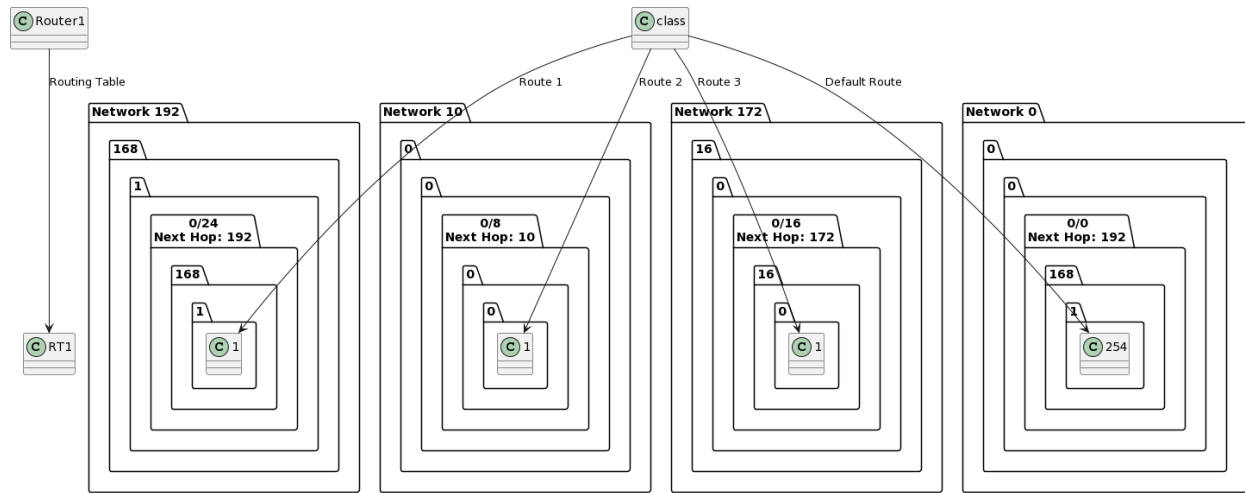 C Router1
C class
Routing Table
Route 1
Route 2
Route 3
Default Route
Network 192
Network 10
Network 172
Network 0
168
0
16
0
1
0
0
0
0/24
Next Hop: 192
0/8
Next Hop: 10
0/16
Next Hop: 172
0/0
Next Hop: 192
168
0
16
168
1
0
0
1
C RT1
C 1
C 1
C 1
C 254